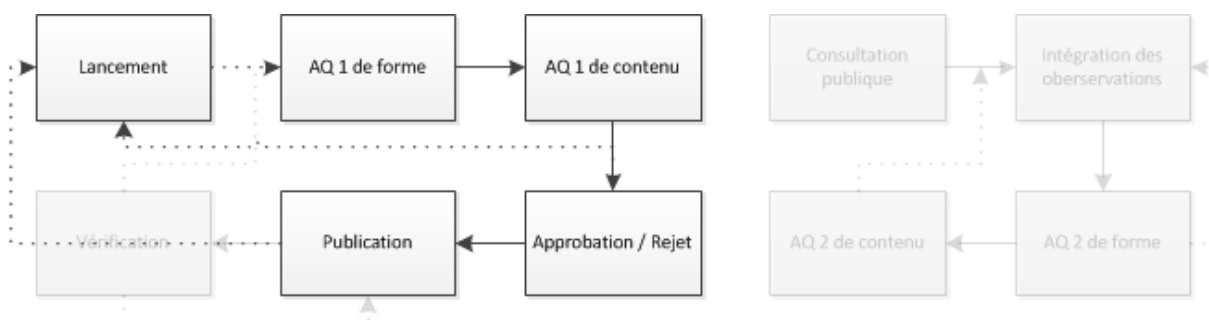 Lancement
AQ 1 de forme
AQ 1 de contenu
Consultation
publique
Intégration des
oberservations
Vérification
Publication
Approbation / Rejet
AQ 2 de contenu
AQ 2 de forme